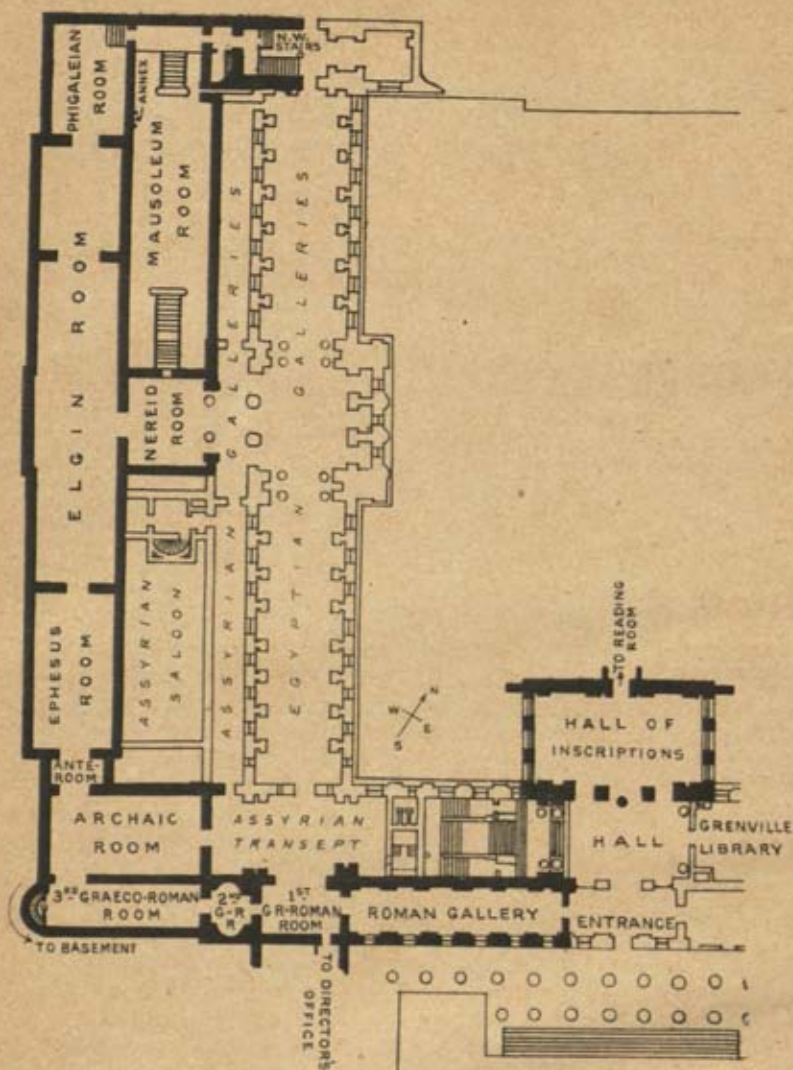 N.W.
STAIRS
PHIGALEIAN
ROOM
ANNEX
MAUSOLEUM
ROOM
ELGIN ROOM
NEREID
ROOM
ASSYRIAN GALLERIES
EGYPTIAN GALLERIES
EPHESUS
ROOM
ASSYRIAN
SALOON
N
W
E
S
TO READING
ROOM
HALL OF
INSCRIPTIONS
ANTE-
ROOM
ARCHAIC
ROOM
ASSYRIAN
TRANSEPT
HALL
GRENVILLE
LIBRARY
3RD GRAECO-ROMAN
ROOM
2ND
G-R
R
1ST
GR-ROMAN
ROOM
ROMAN GALLERY
ENTRANCE
TO BASEMENT
TO DIRECTOR'S
OFFICE